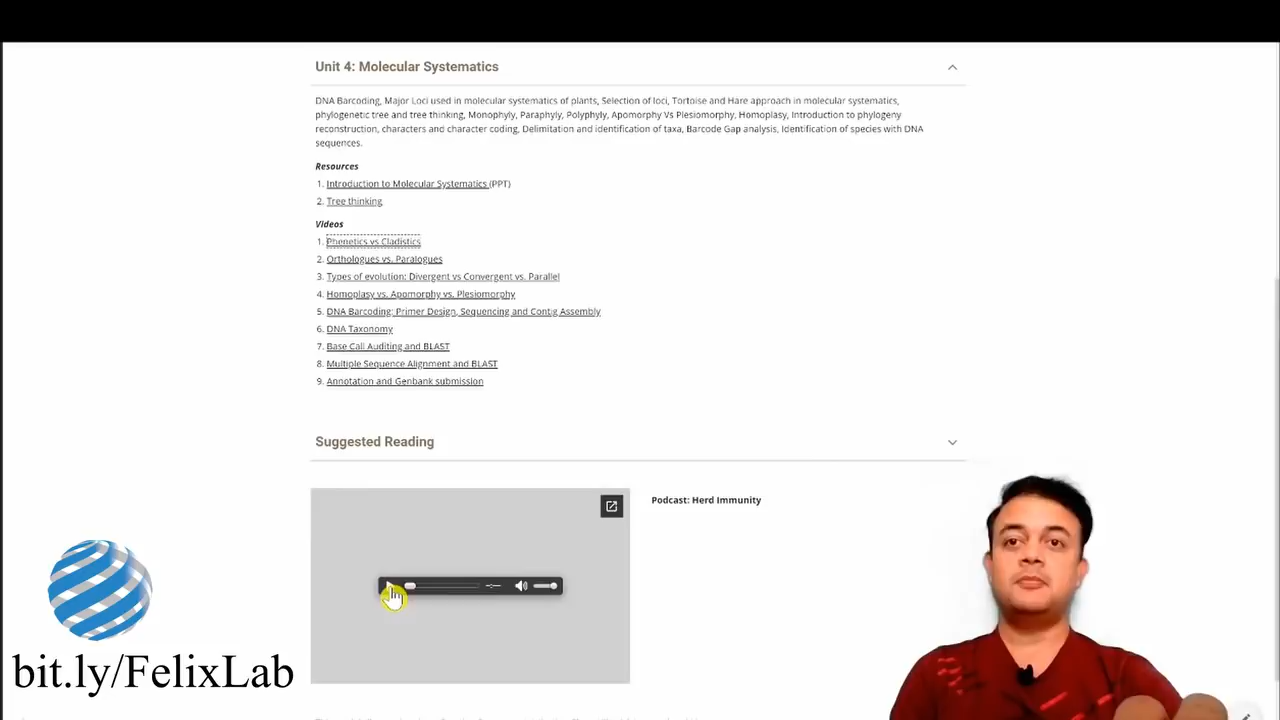 Unit 4: Molecular Systematics
DNA Barcoding, Major Loci used in molecular systematics of plants, Selection of loci, Tortoise and Hare approach in molecular systematics,
phylogenetic tree and tree thinking, Monophyly, Paraphyly, Polyphyly, Apomorphy Vs Plesiomorphy, Homoplasy, Introduction to phylogeny
reconstruction, characters and character coding, Delimitation and identification of taxa, Barcode Gap analysis, Identification of species with DNA
sequences.
Resources
1. Introduction to Molecular Systematics (PPT)
2. Tree thinking
Videos
1. Phenetics vs Cladistics
2. Orthologues vs. Paralogues
3. Types of evolution: Divergent vs Convergent vs. Parallel
4. Homoplasy vs. Apomorphy vs. Plesiomorphy
5. DNA Barcoding: Primer Design, Sequencing and Contig Assembly
6. DNA Taxonomy
7. Base Call Auditing and BLAST
8. Multiple Sequence Alignment and BLAST
9. Annotation and Genbank submission
Suggested Reading
Podcast: Herd Immunity
bit.ly/FelixLab